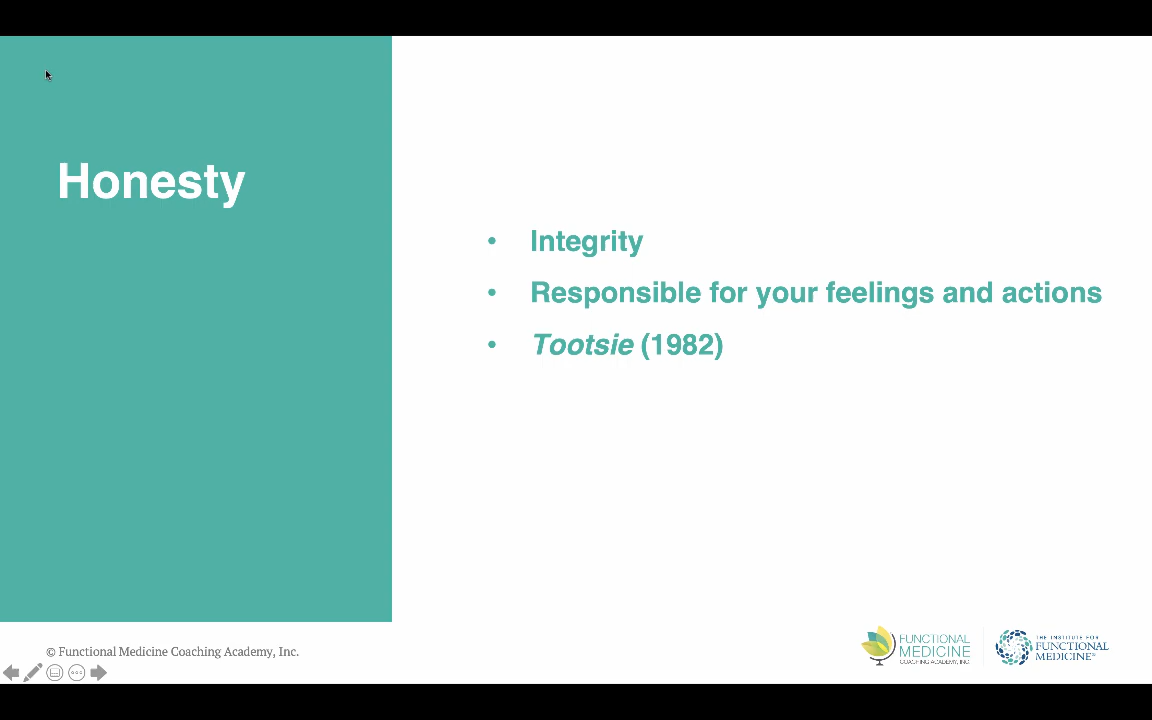 Honesty
• Integrity
• Responsible for your feelings and actions
• Tootsie (1982)
© Functional Medicine Coaching Academy, Inc.
FUNCTIONAL
MEDICINE
COACHING ACADEMY, INC.
THE INSTITUTE FOR
FUNCTIONAL
MEDICINE